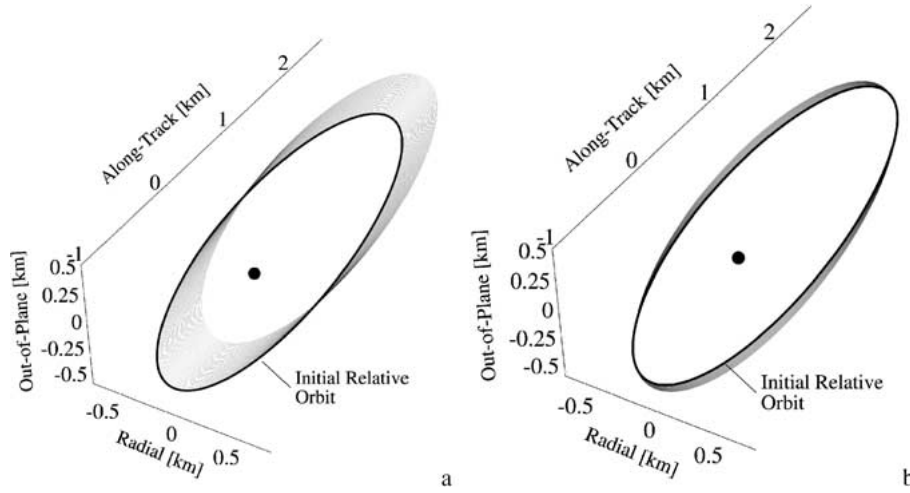 2
1
0
-1
Along-Track [km]
0.5
0.25
0
-0.25
-0.5
Out-of-Plane [km]
-0.5
0
0.5
Radial [km]
Initial Relative
Orbit
a
2
1
0
-1
Along-Track [km]
0.5
0.25
0
-0.25
-0.5
Out-of-Plane [km]
-0.5
0
0.5
Radial [km]
Initial Relative
Orbit
b